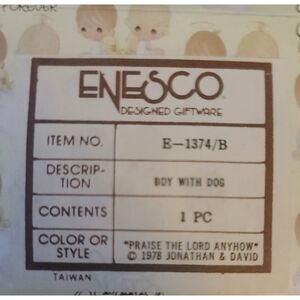 FOREVER
ENESCO
DESIGNED GIFTWARE
ITEM NO. E-1374/B
DESCRIP-
TION BOY WITH DOG
CONTENTS 1 PC
COLOR OR
STYLE "PRAISE THE LORD ANYHOW"
© 1978 JONATHAN & DAVID
TAIWAN